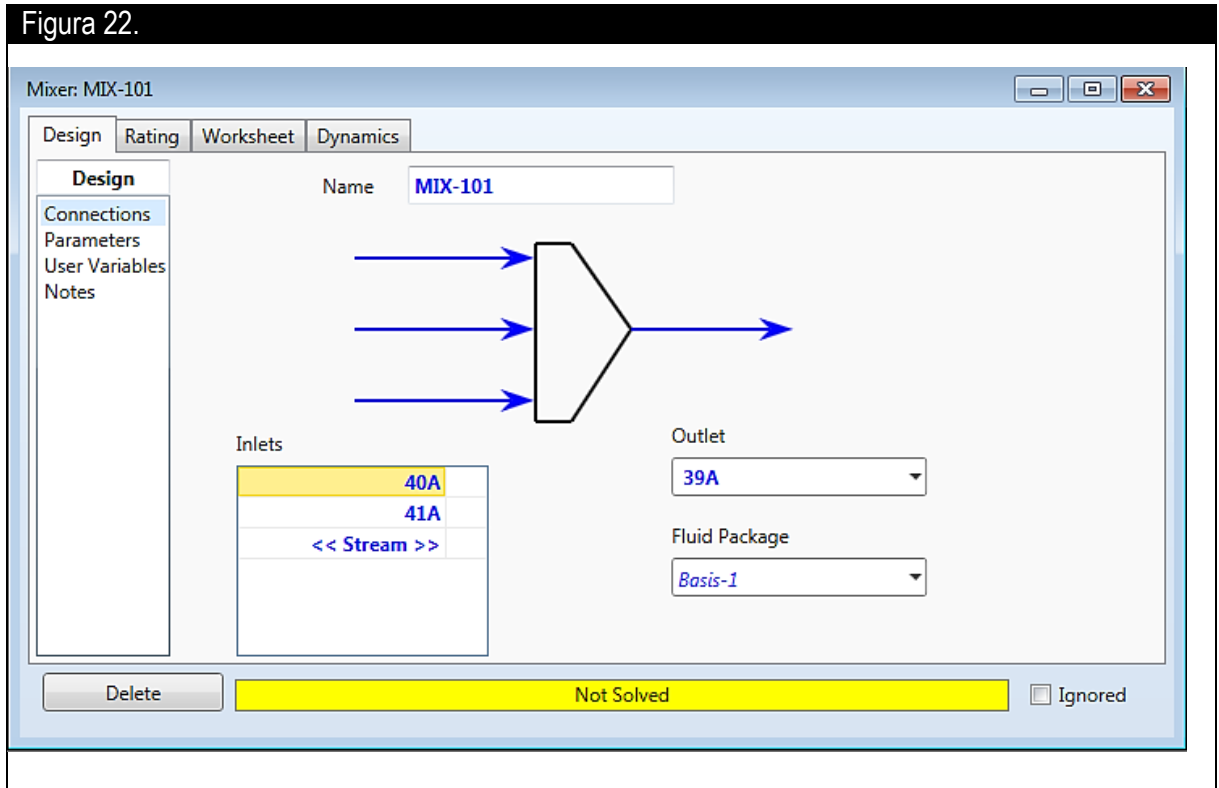 Figura 22.
Mixer: MIX-101
Design Rating Worksheet Dynamics
Design
Connections
Parameters
User Variables
Notes
Name MIX-101
Inlets
40A
41A
<< Stream >>
Outlet
39A
Fluid Package
Basis-1
Delete Not Solved Ignored